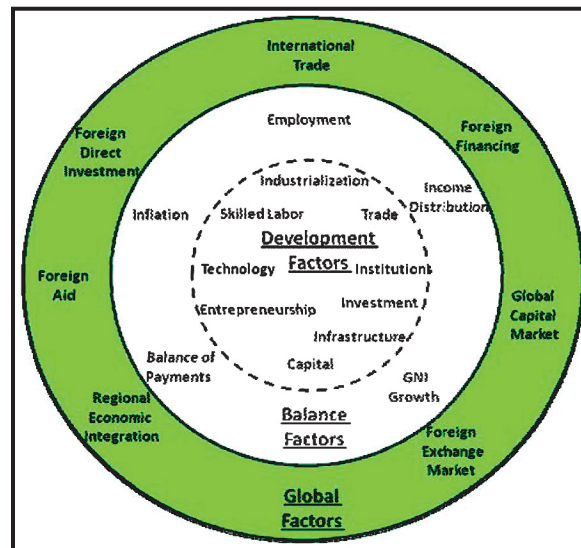 International
Trade
Foreign
Direct
Investment
Employment
Foreign
Financing
Industrialization
Income
Distribution
Inflation
Skilled Labor
Trade
Development
Factors
Foreign
Aid
Technology
Institution
Global
Capital
Market
Entrepreneurship
Investment
Infrastructure
Balance of
Payments
Capital
GNI
Growth
Regional
Economic
Integration
Balance
Factors
Foreign
Exchange
Market
Global
Factors